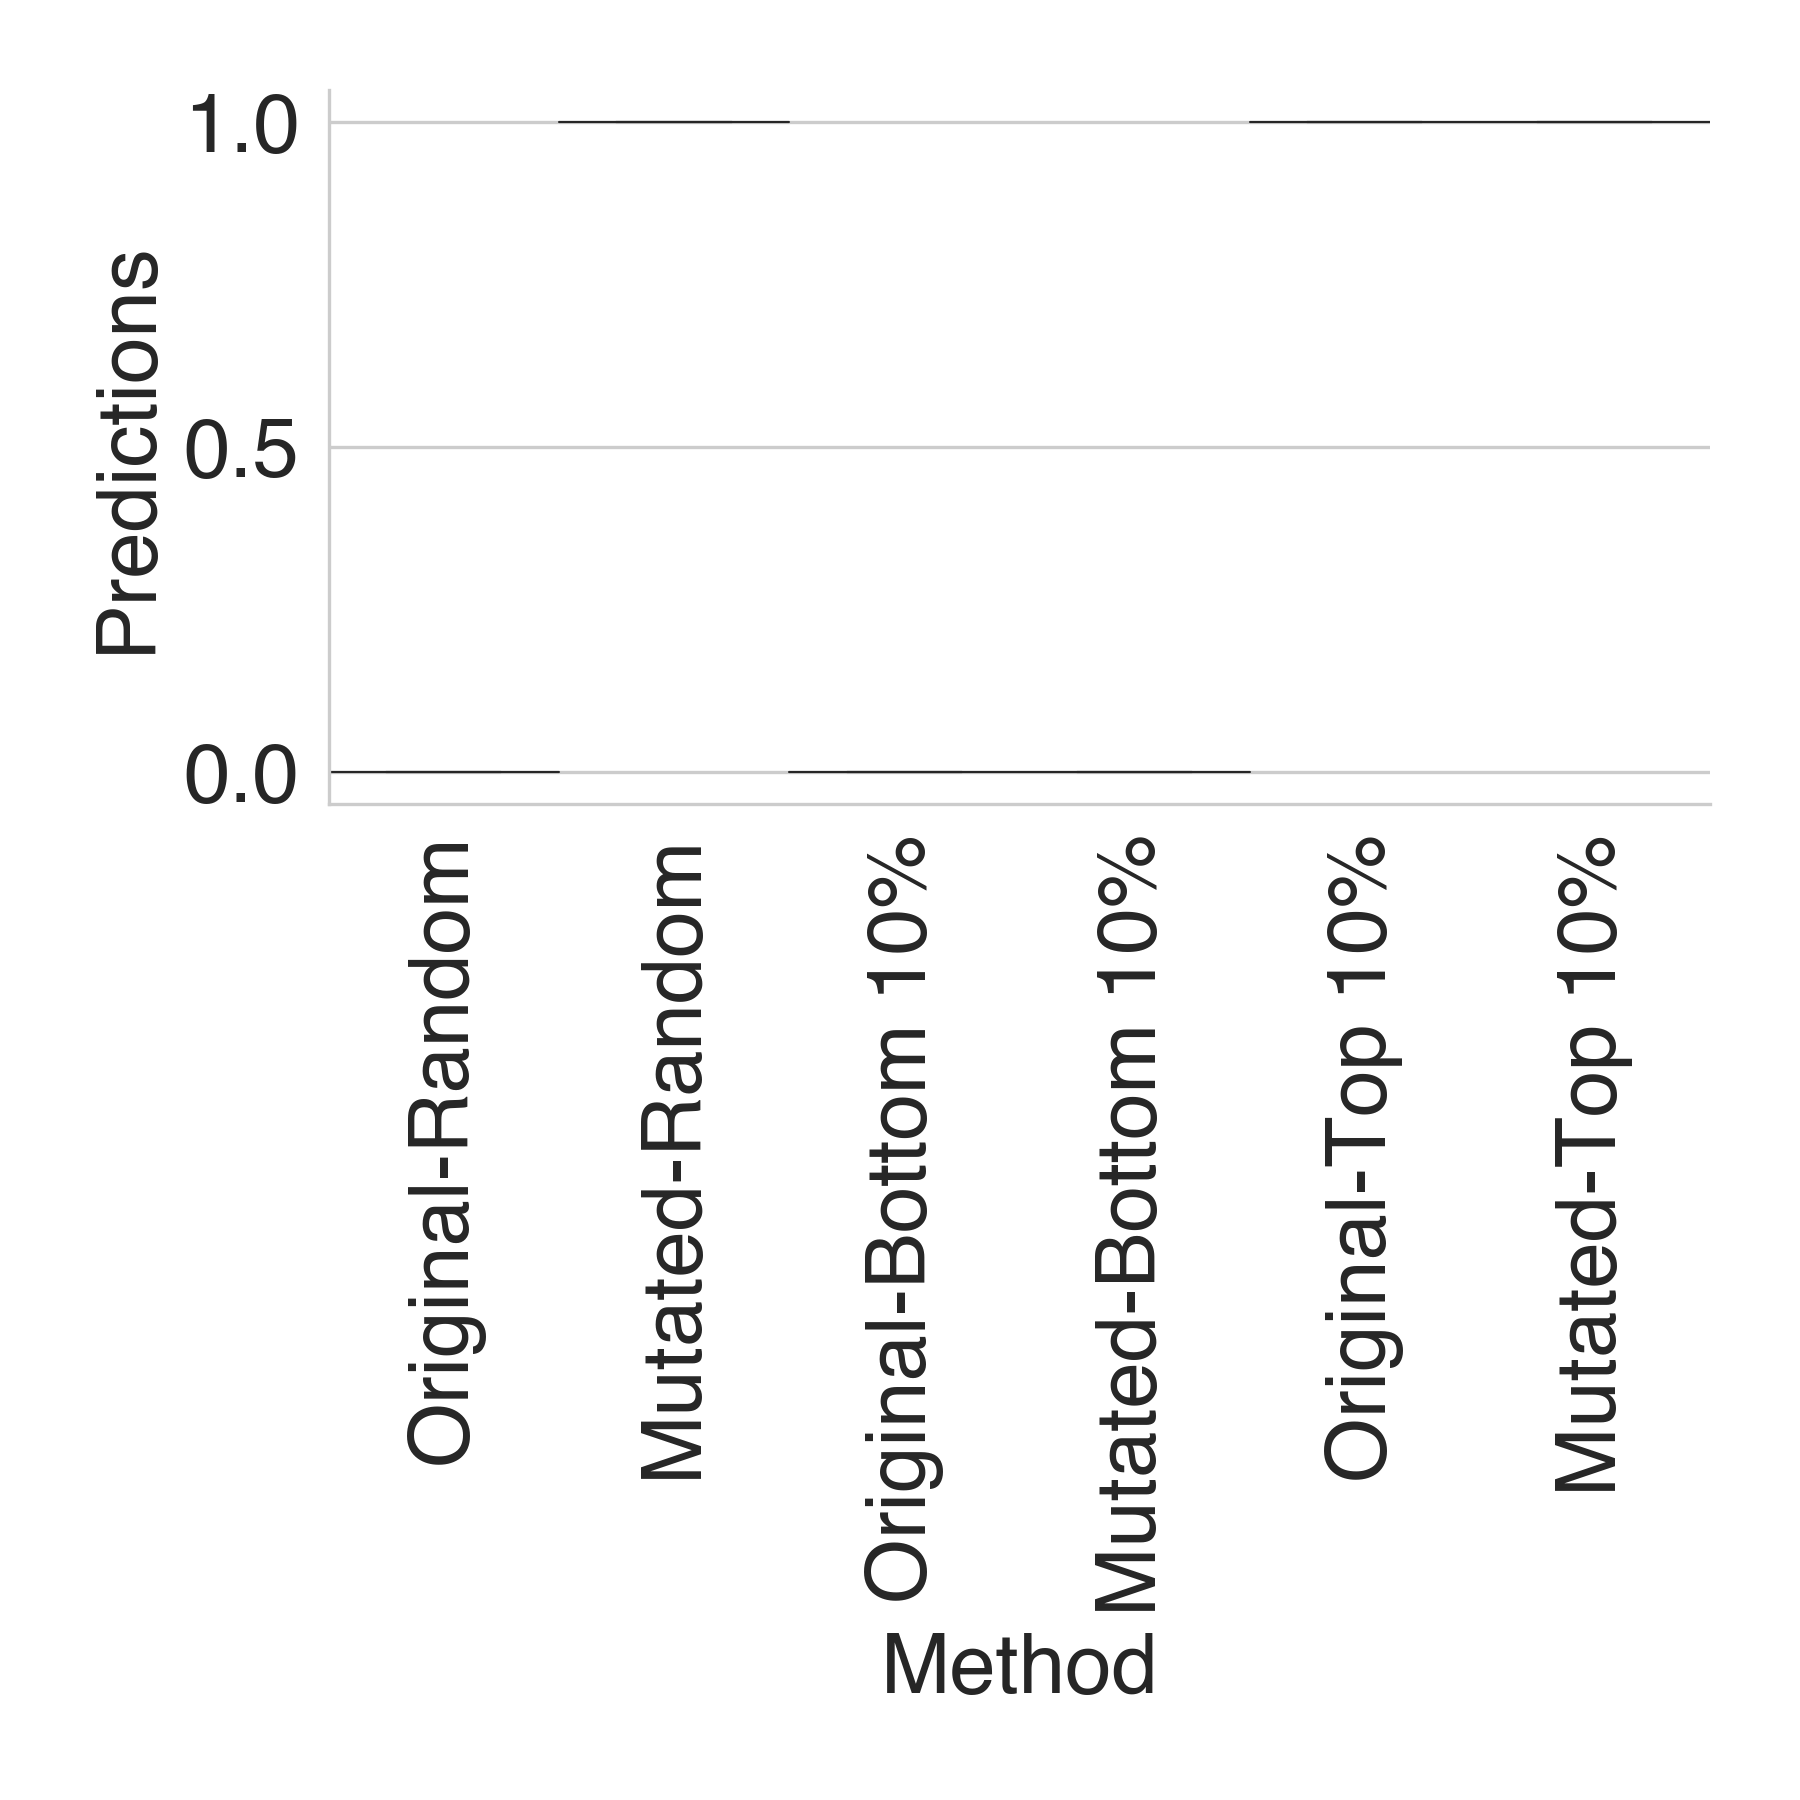 Predictions
1.0
0.5
0.0
Original-Random
Mutated-Random
Original-Bottom 10%
Mutated-Bottom 10%
Original-Top 10%
Mutated-Top 10%
Method